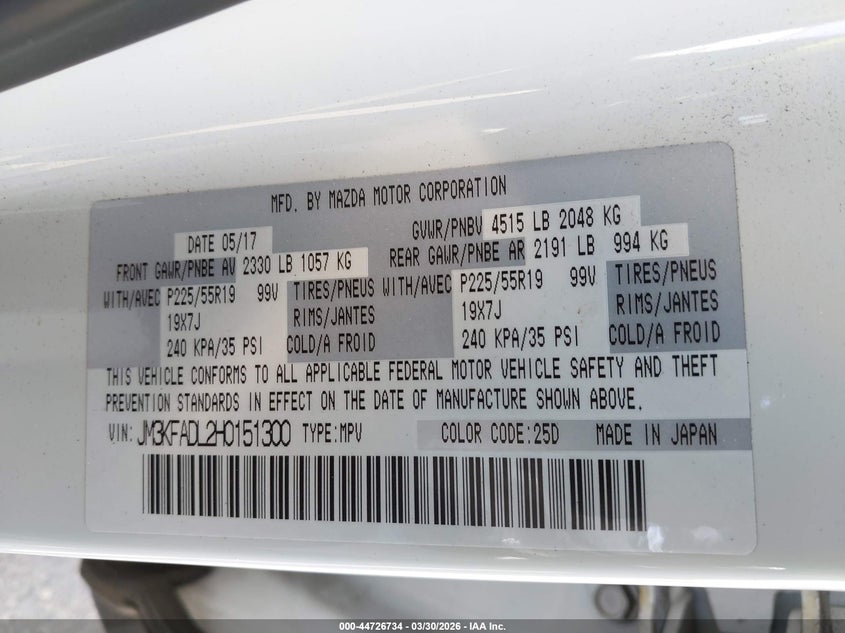 MFD. BY MAZDA MOTOR CORPORATION
DATE 05/17 GVWR/PNBV 4515 LB 2048 KG
FRONT GAWR/PNBE AV 2330 LB 1057 KG REAR GAWR/PNBE AR 2191 LB 994 KG
WITH/AVEC P225/55R19 99V TIRES/PNEUS WITH/AVEC P225/55R19 99V TIRES/PNEUS
19X7J RIMS/JANTES 19X7J RIMS/JANTES
240 KPA/35 PSI COLD/A FROID 240 KPA/35 PSI COLD/A FROID
THIS VEHICLE CONFORMS TO ALL APPLICABLE FEDERAL MOTOR VEHICLE SAFETY AND THEFT
PREVENTION STANDARDS IN EFFECT ON THE DATE OF MANUFACTURE SHOWN ABOVE.
VIN: JM3KFADL2H0151300 TYPE:MPV COLOR CODE:25D MADE IN JAPAN
000-44726734 - 03/30/2026 - IAA Inc.